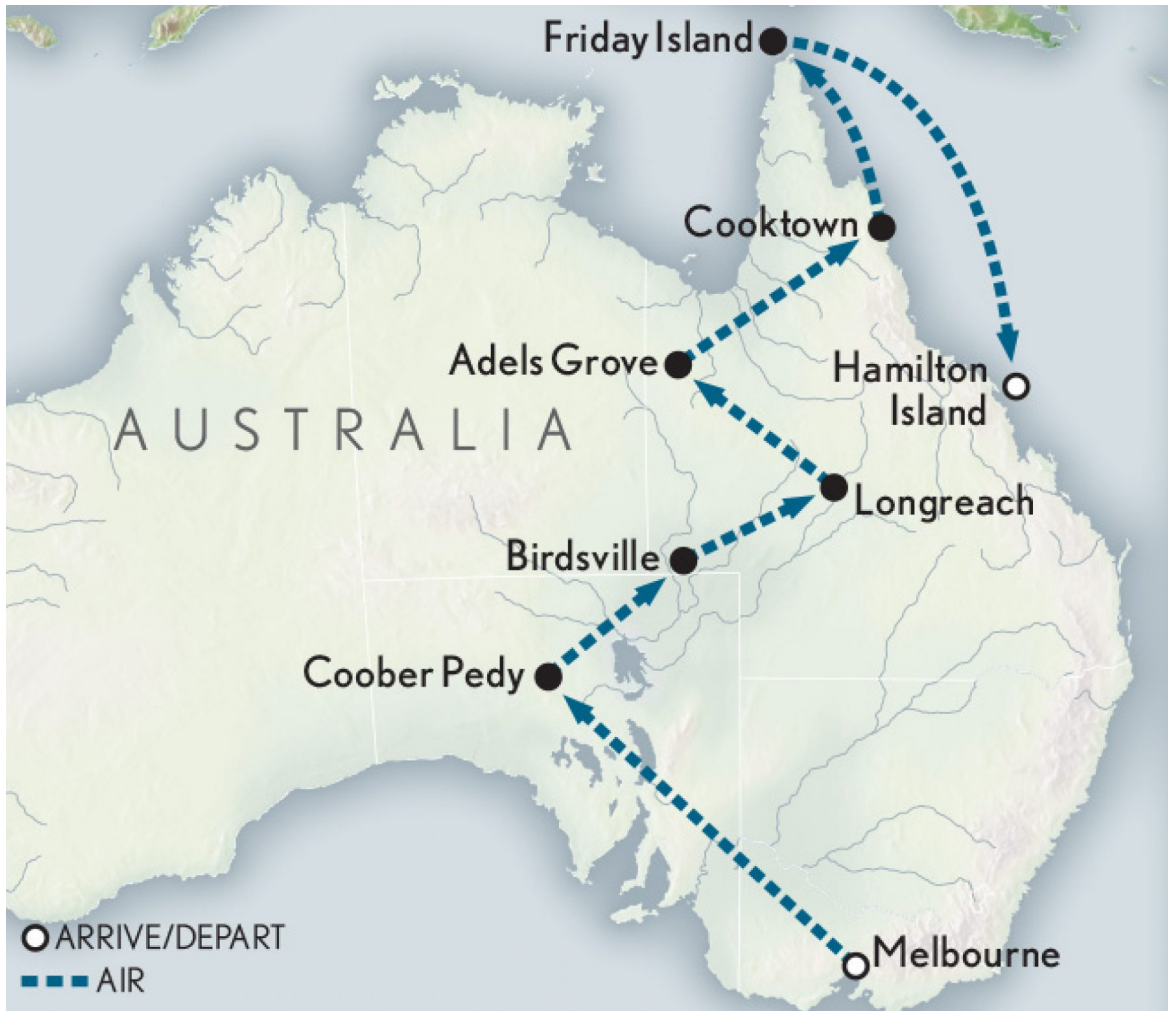 Friday Island
Cooktown
Adels Grove
Hamilton
Island
AUSTRALIA
Longreach
Birdsville
Coober Pedy
ARRIVE/DEPART
Melbourne
AIR